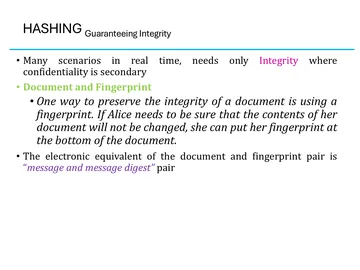 HASHING Guaranteeing Integrity
• Many scenarios in real time, needs only Integrity where
confidentiality is secondary
• Document and Fingerprint
• One way to preserve the integrity of a document is using a
fingerprint. If Alice needs to be sure that the contents of her
document will not be changed, she can put her fingerprint at
the bottom of the document.
• The electronic equivalent of the document and fingerprint pair is
"message and message digest" pair